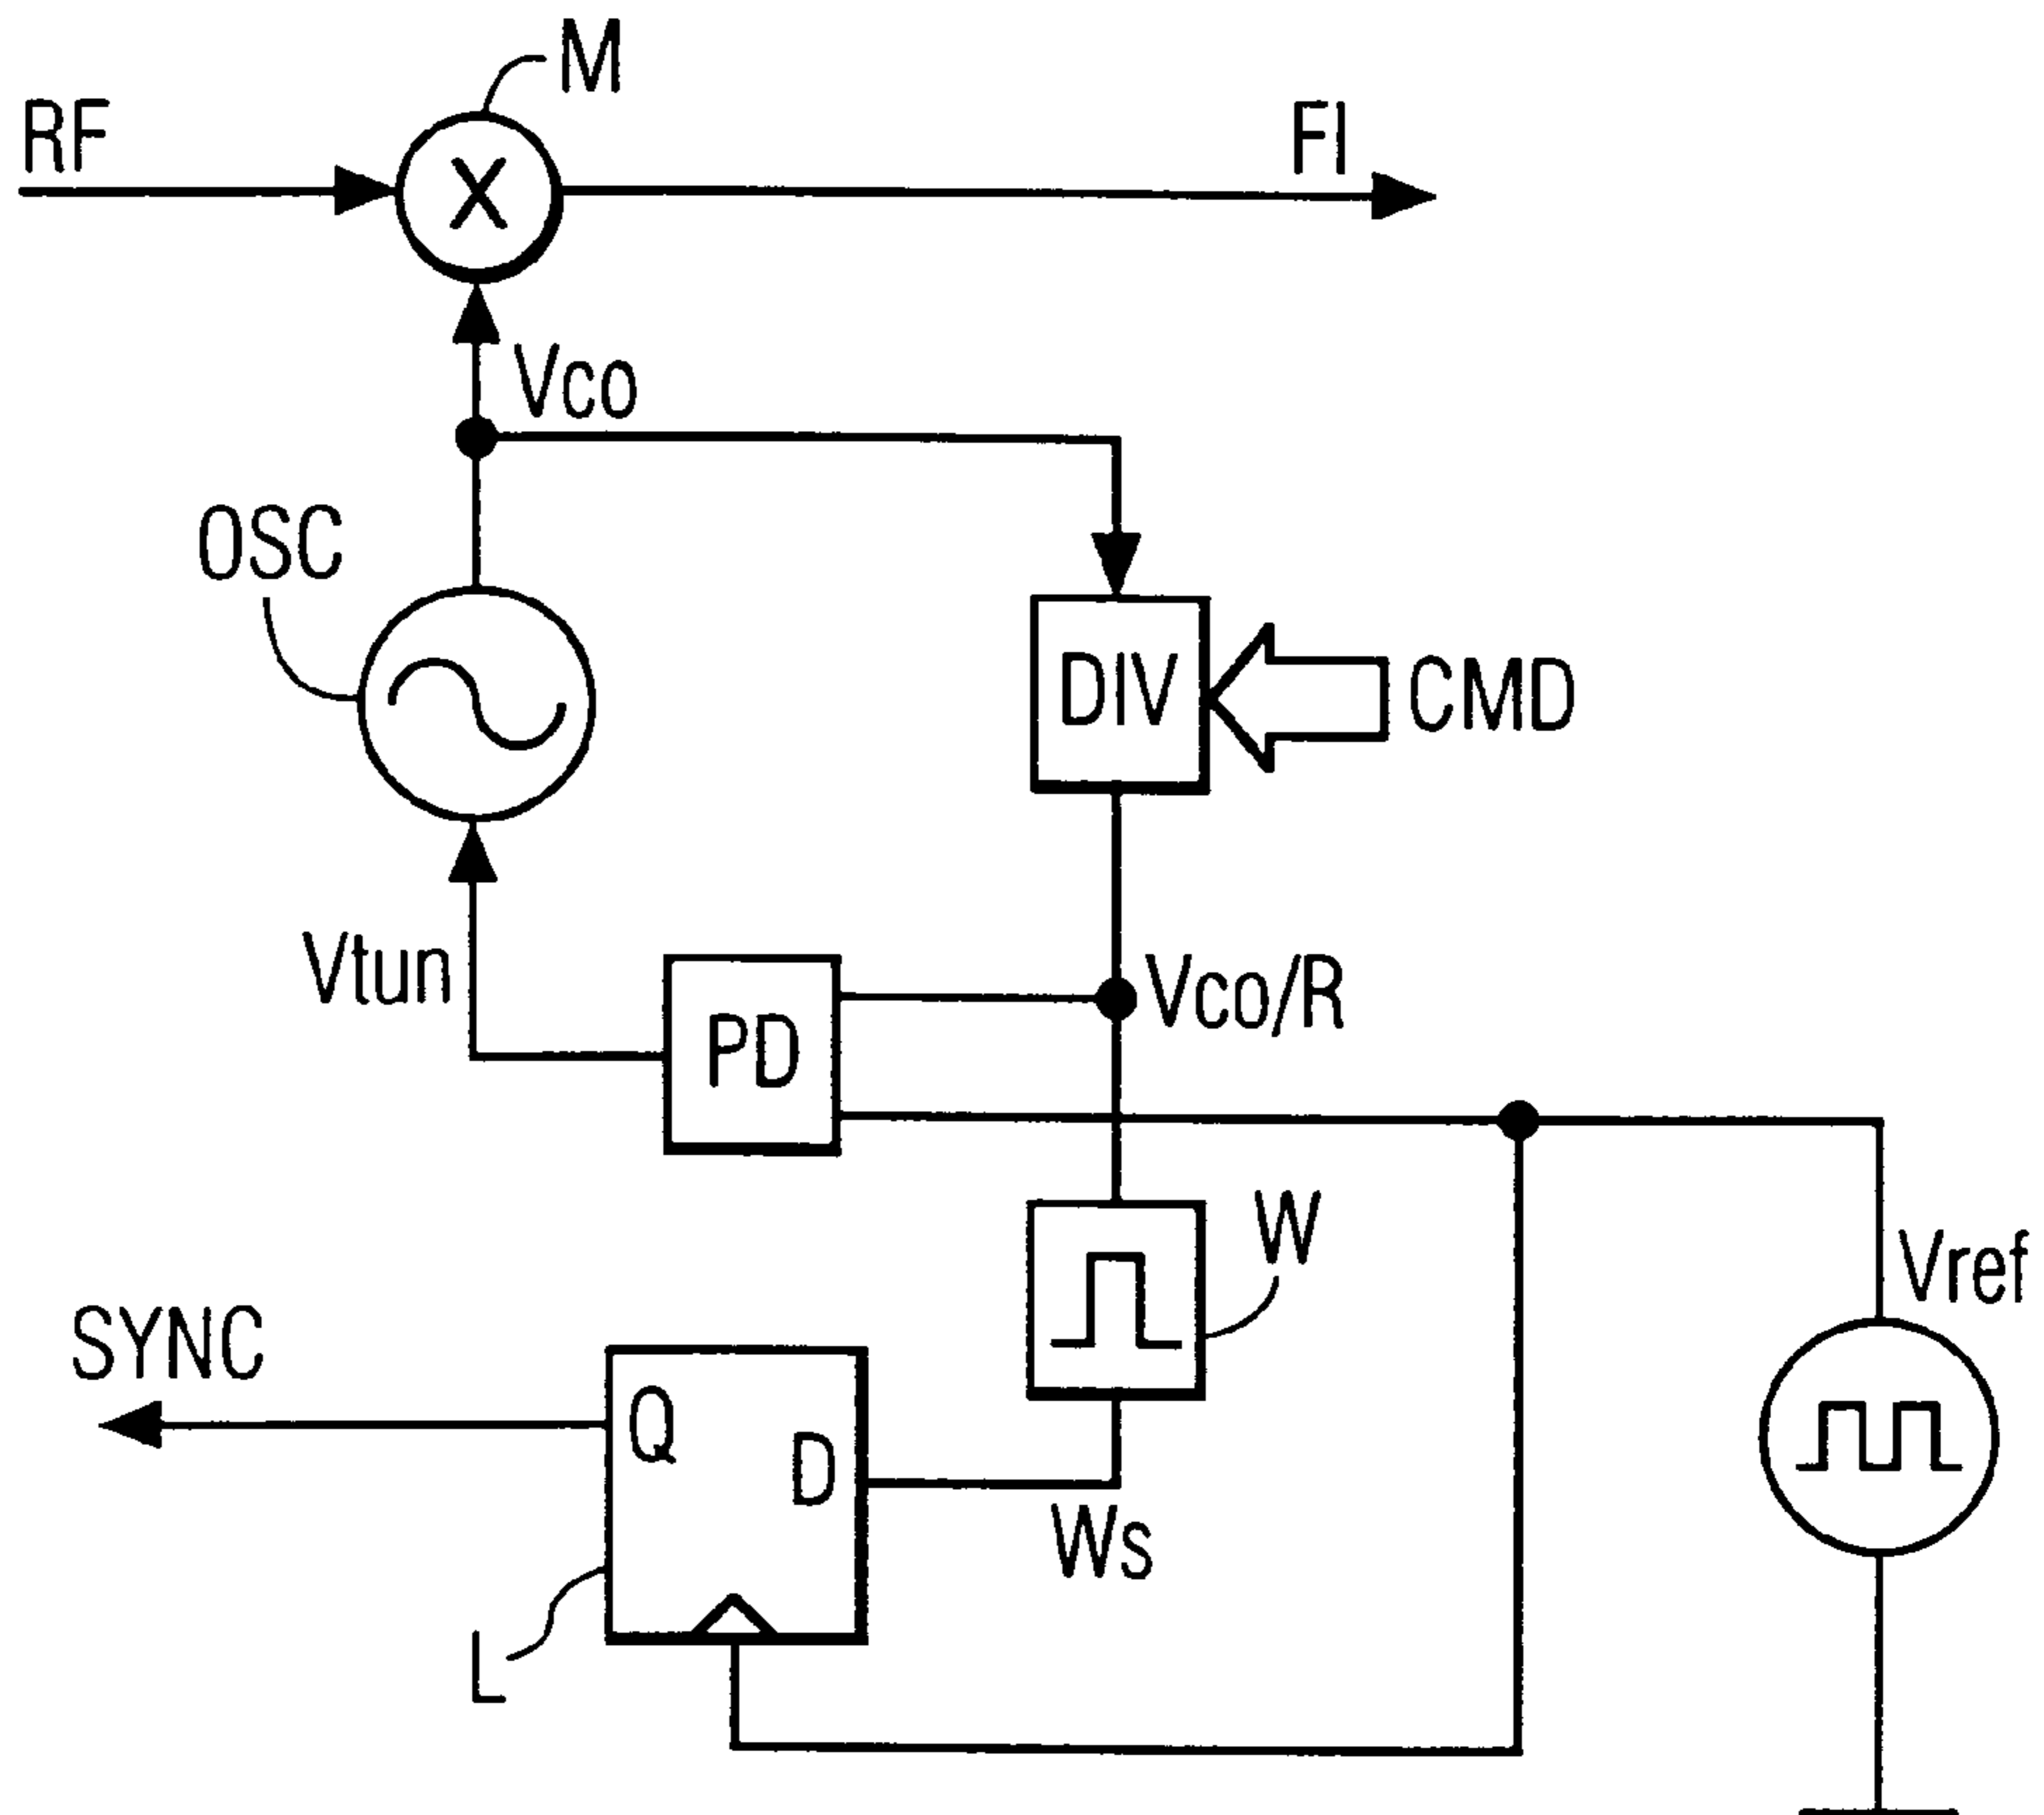 M
RF
FI
X
Vco
OSC
DIV
CMD
Vtun
Vco/R
PD
W
Vref
SYNC
Q
D
Ws
L